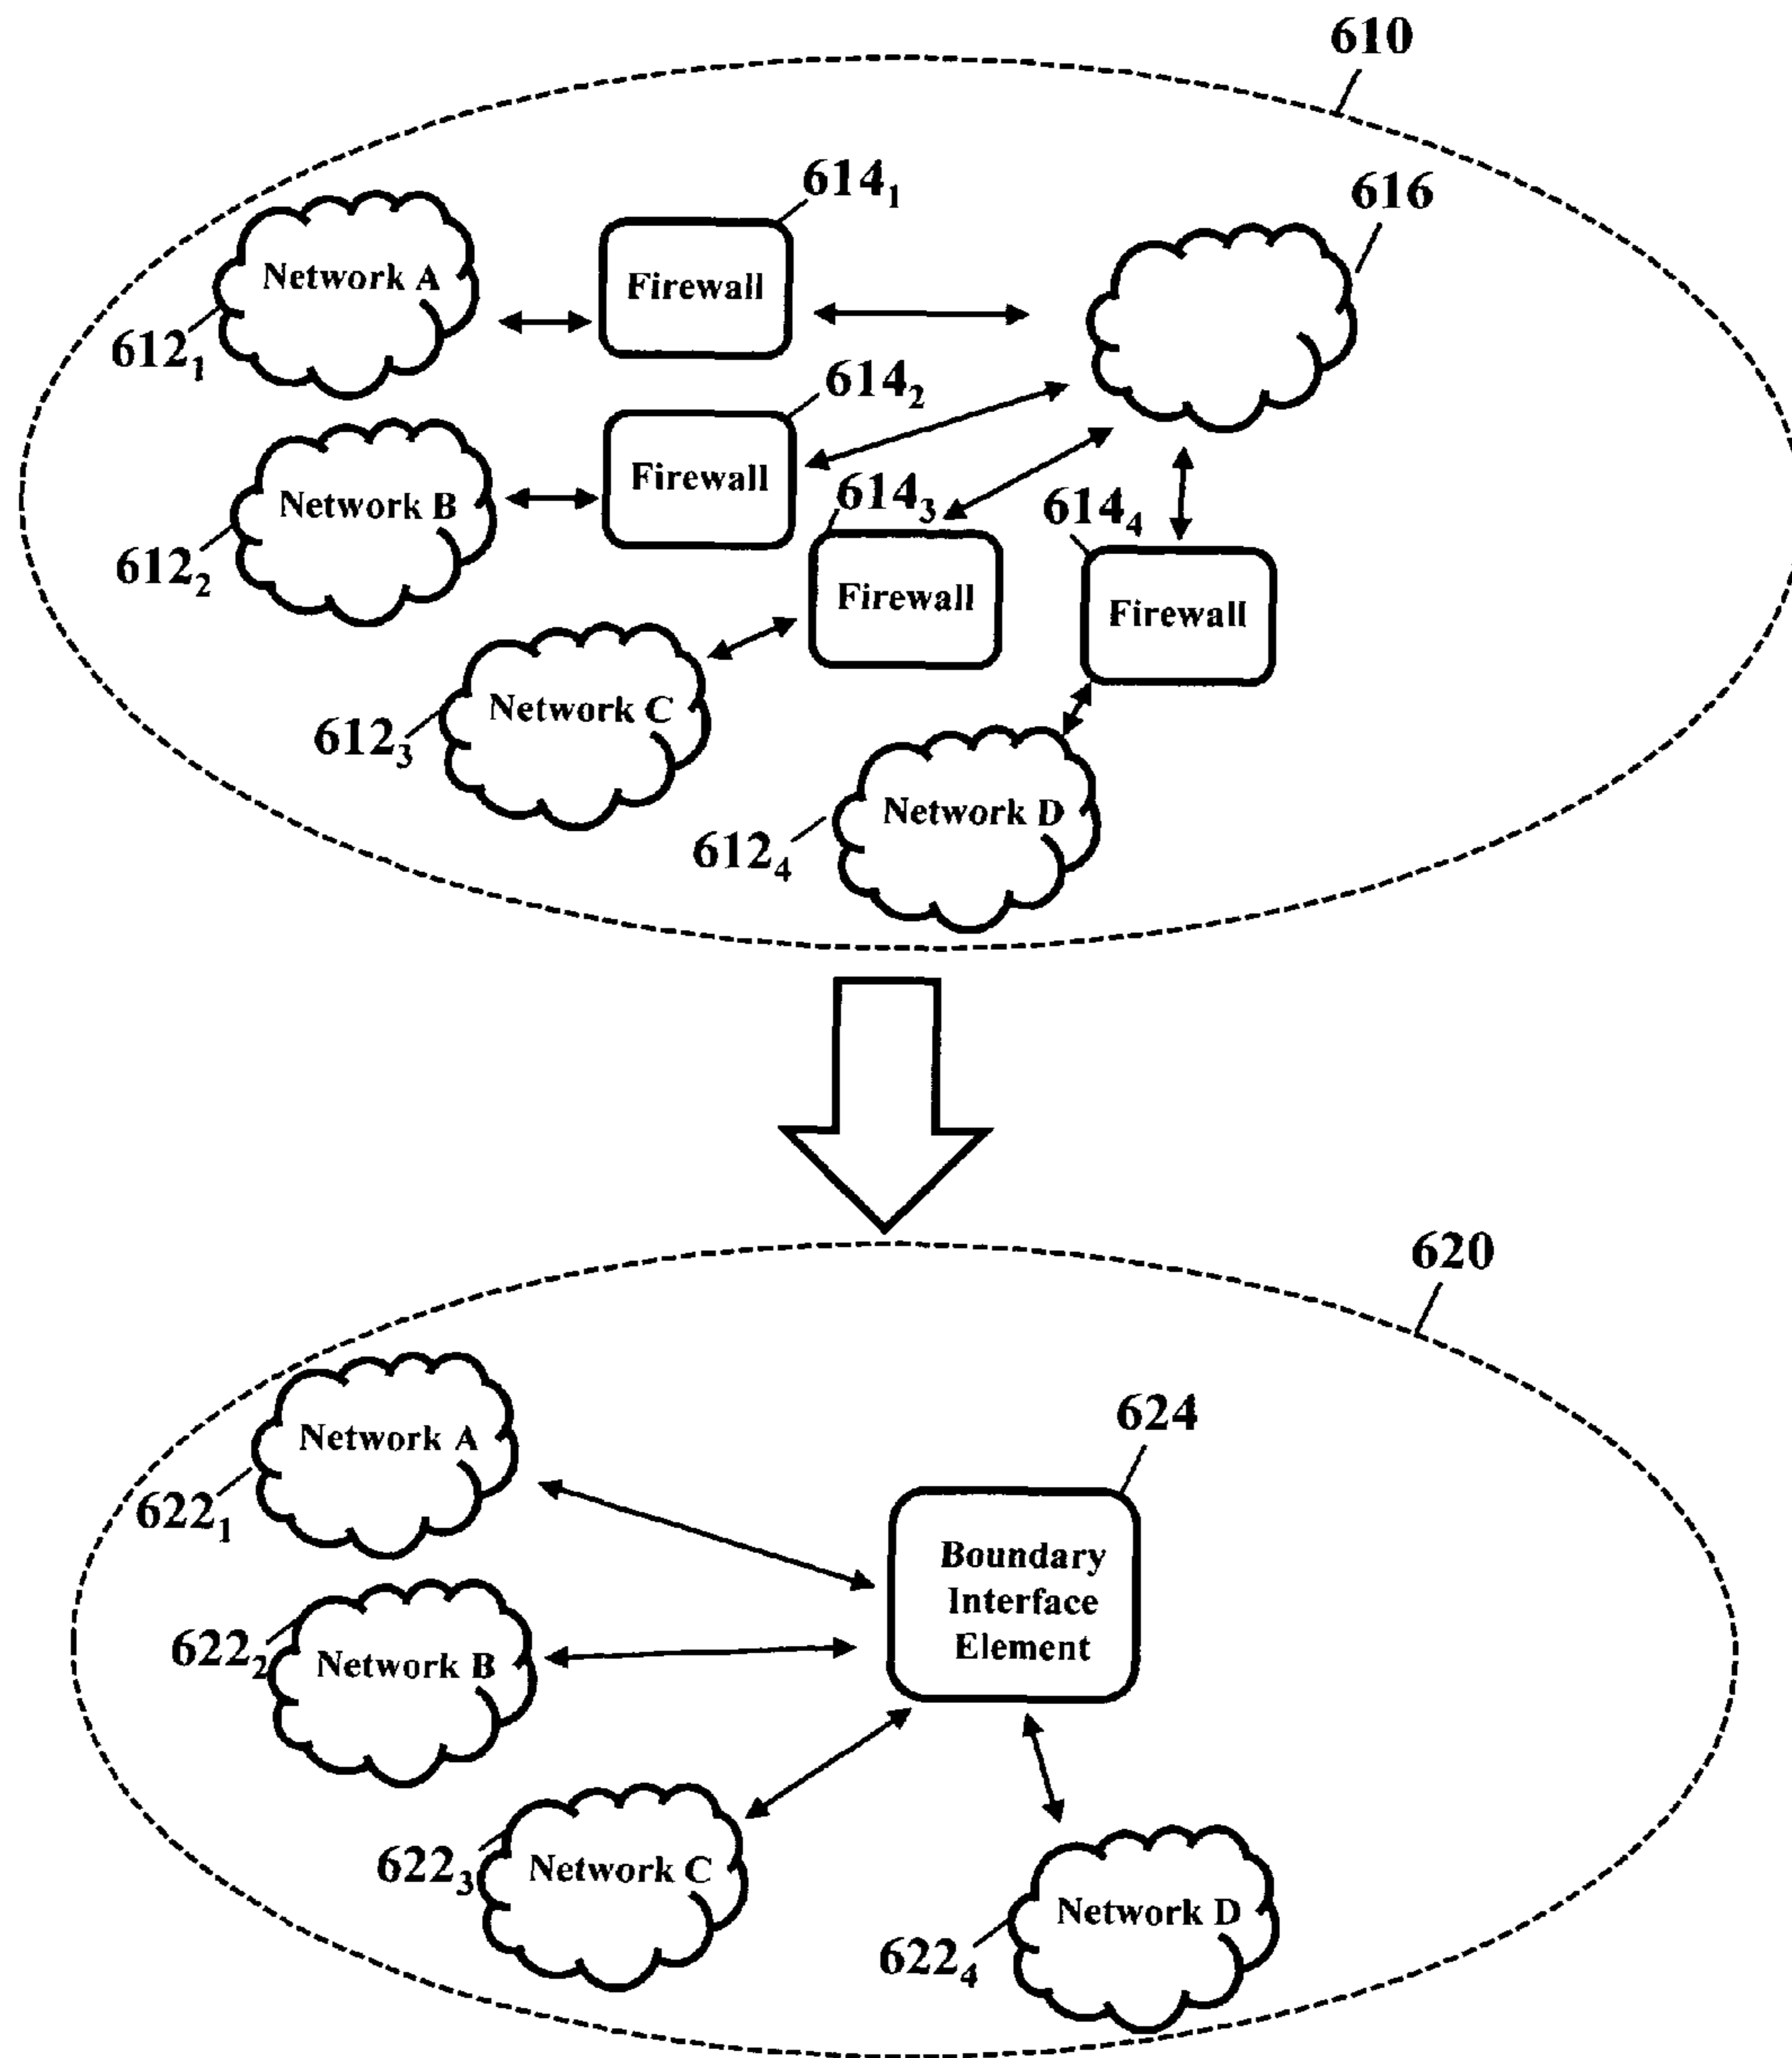 610
614₁
616
Network A
Firewall
612₁
614₂
Network B
Firewall
614₃
614₄
612₂
Firewall
Firewall
Network C
612₃
Network D
612₄
620
Network A
624
622₁
Boundary
Interface
Element
622₂
Network B
622₃
Network C
Network D
622₄